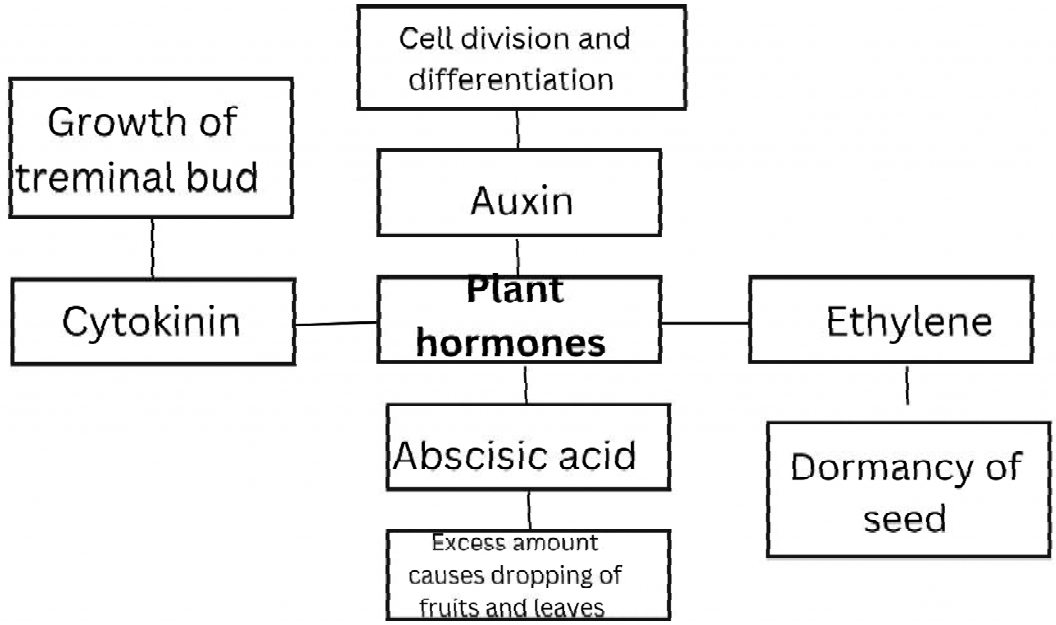 Cell division and
differentiation
Growth of
treminal bud
Auxin
Cytokinin
Plant
hormones
Ethylene
Abscisic acid
Dormancy of
seed
Excess amount
causes dropping of
fruits and leaves